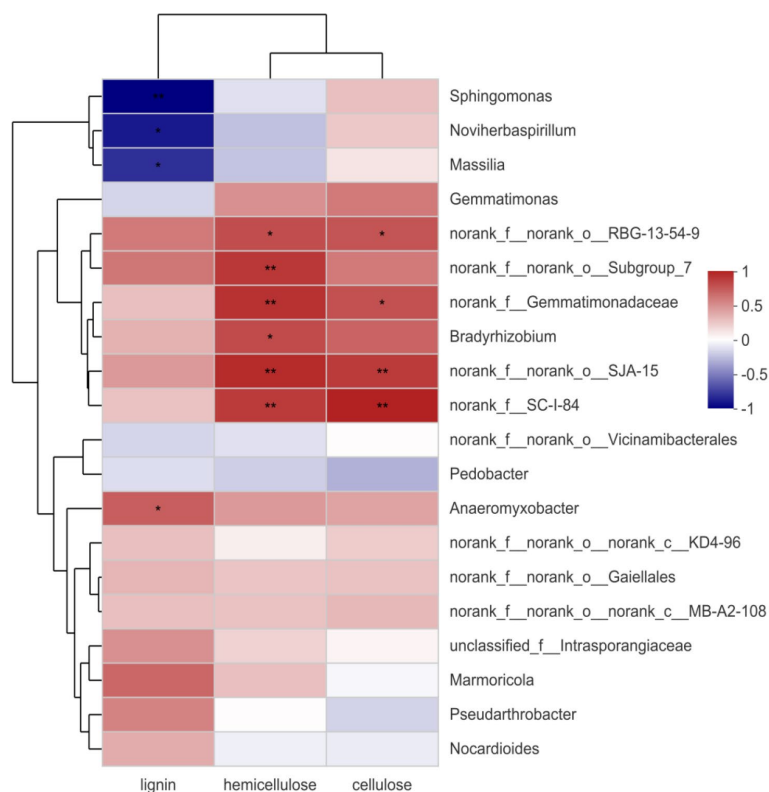 ** Sphingomonas
* Noviherbaspirillum
* Massilia
Gemmatimonas
* * norank_f__norank_o__RBG-13-54-9
** norank_f__norank_o__Subgroup_7
** * norank_f__Gemmatimonadaceae
* Bradyrhizobium
** ** norank_f__norank_o__SJA-15
** ** norank_f__SC-I-84
norank_f__norank_o__Vicinamibacterales
Pedobacter
* Anaeromyxobacter
norank_f__norank_o__norank_c__KD4-96
norank_f__norank_o__Gaiellales
norank_f__norank_o__norank_c__MB-A2-108
unclassified_f__Intrasporangiaceae
Marmoricola
Pseudarthrobacter
Nocardioides
lignin hemicellulose cellulose
1
0.5
0
-0.5
-1